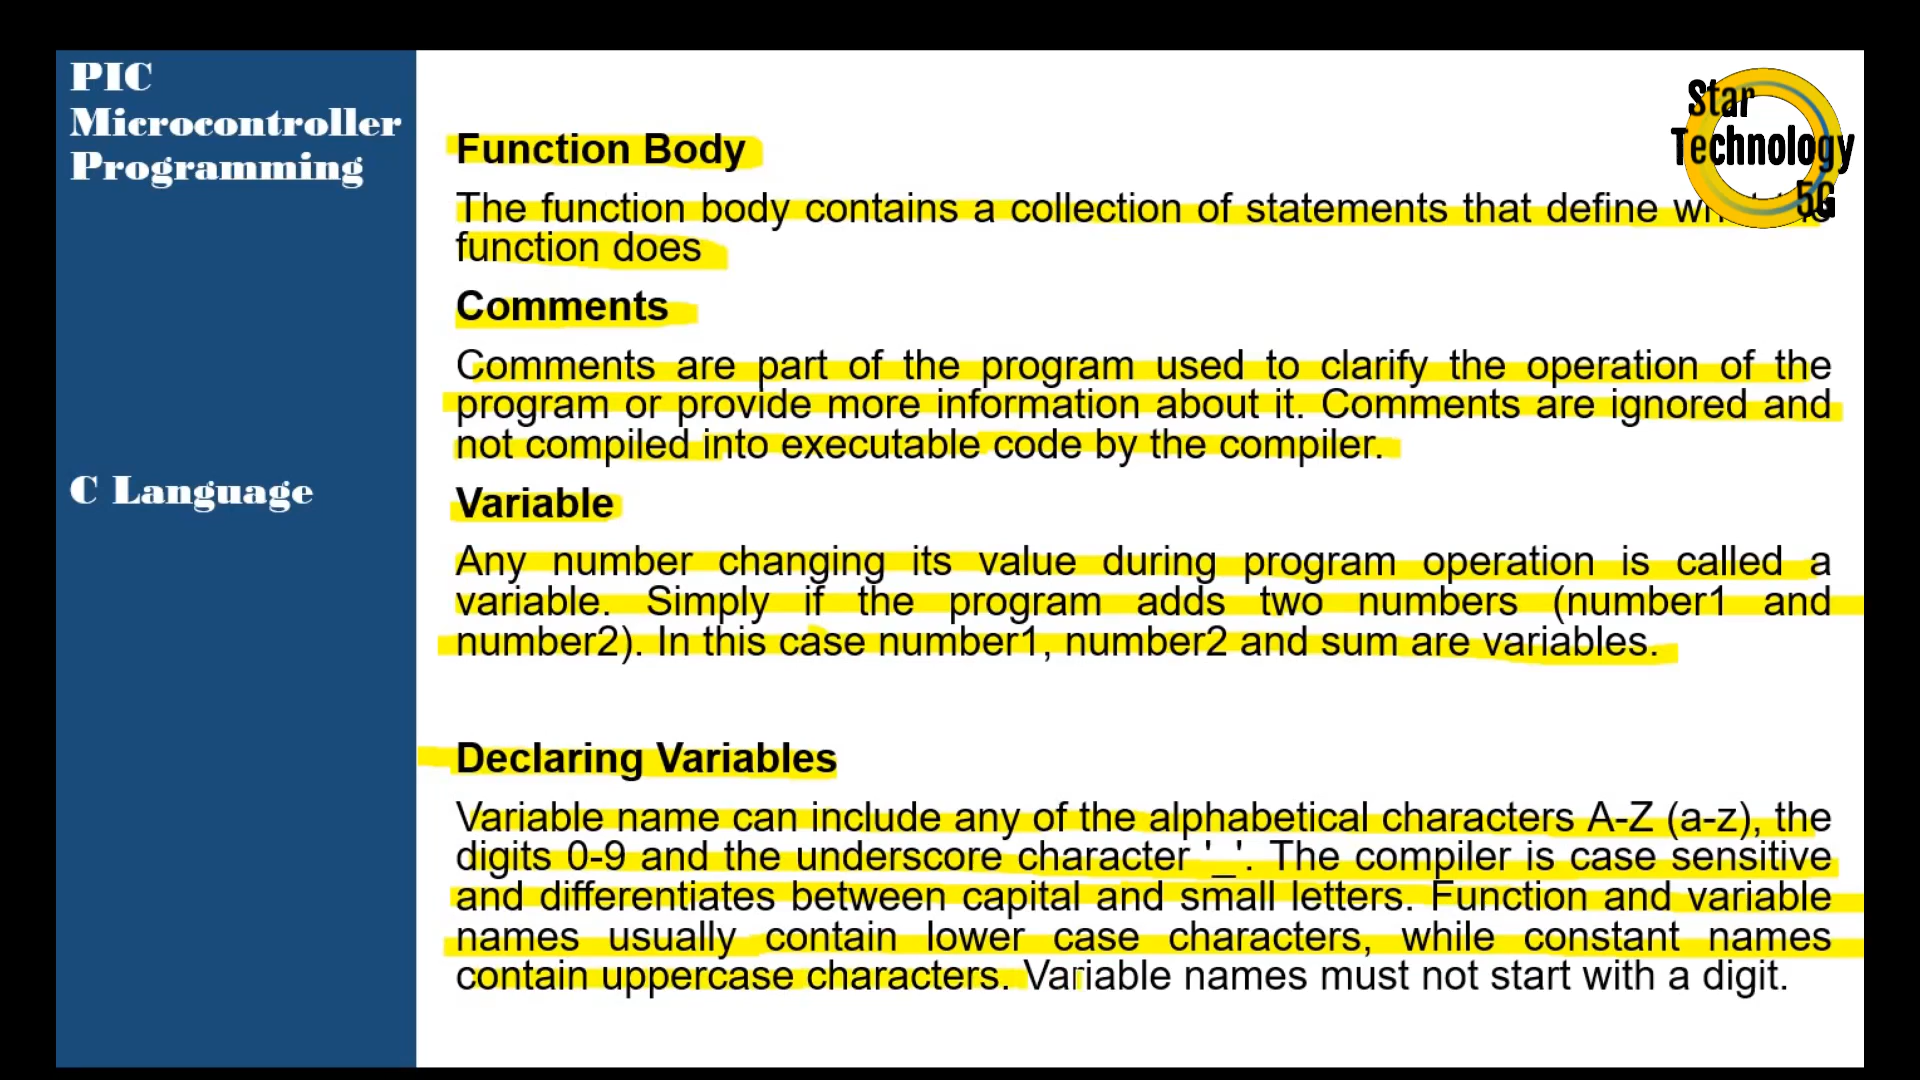 PIC
Microcontroller
Programming
C Language
Star
Technology
5G
Function Body
The function body contains a collection of statements that define
function does
Comments
Comments are part of the program used to clarify the operation of the
program or provide more information about it. Comments are ignored and
not compiled into executable code by the compiler.
Variable
Any number changing its value during program operation is called a
variable. Simply if the program adds two numbers (number1 and
number2). In this case number1, number2 and sum are variables.
Declaring Variables
Variable name can include any of the alphabetical characters A-Z (a-z), the
digits 0-9 and the underscore character '_'. The compiler is case sensitive
and differentiates between capital and small letters. Function and variable
names usually contain lower case characters, while constant names
contain uppercase characters. Variable names must not start with a digit.